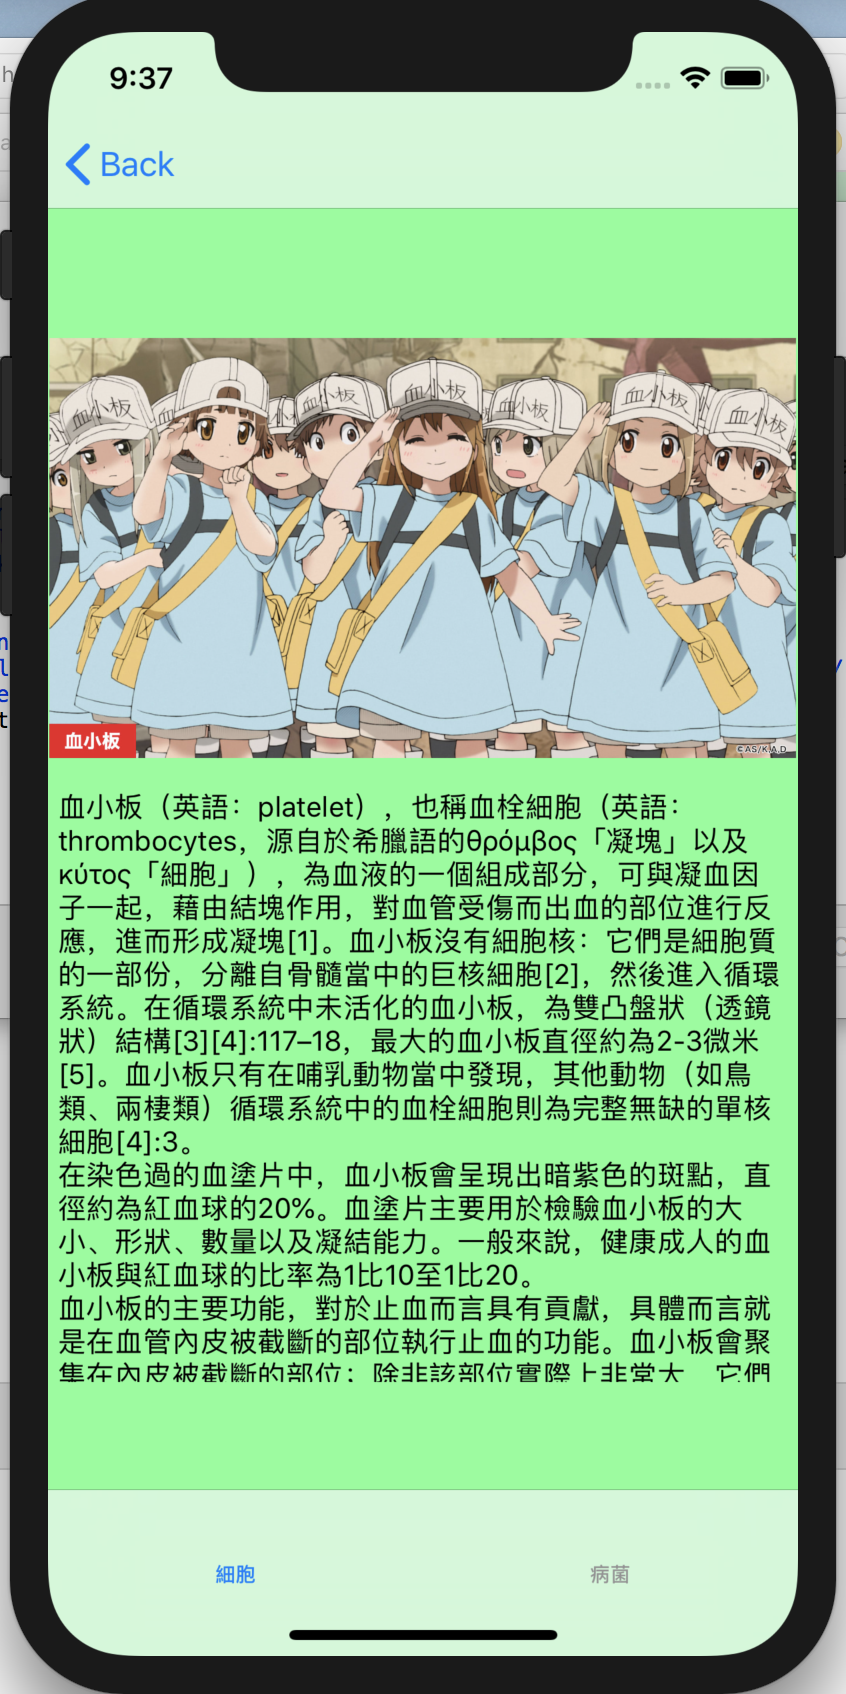 9:37
Back
血小板
血小板
血小板
血小板
血小板
血小板
血小板
©AS/K,A,D
血小板（英語：platelet），也稱血栓細胞（英語：
thrombocytes，源自於希臘語的θρόμβος「凝塊」以及
κύτος「細胞」），為血液的一個組成部分，可與凝血因
子一起，藉由結塊作用，對血管受傷而出血的部位進行反
應，進而形成凝塊[1]。血小板沒有細胞核：它們是細胞質
的一部份，分離自骨髓當中的巨核細胞[2]，然後進入循環
系統。在循環系統中未活化的血小板，為雙凸盤狀（透鏡
狀）結構[3][4]:117–18，最大的血小板直徑約為2-3微米
[5]。血小板只有在哺乳動物當中發現，其他動物（如鳥
類、兩棲類）循環系統中的血栓細胞則為完整無缺的單核
細胞[4]:3。
在染色過的血塗片中，血小板會呈現出暗紫色的斑點，直
徑約為紅血球的20%。血塗片主要用於檢驗血小板的大
小、形狀、數量以及凝結能力。一般來說，健康成人的血
小板與紅血球的比率為1比10至1比20。
血小板的主要功能，對於止血而言具有貢獻，具體而言就
是在血管內皮被截斷的部位執行止血的功能。血小板會聚
集在內皮被截斷的部位；除非該部位實際上非常大，它們
細胞
病菌